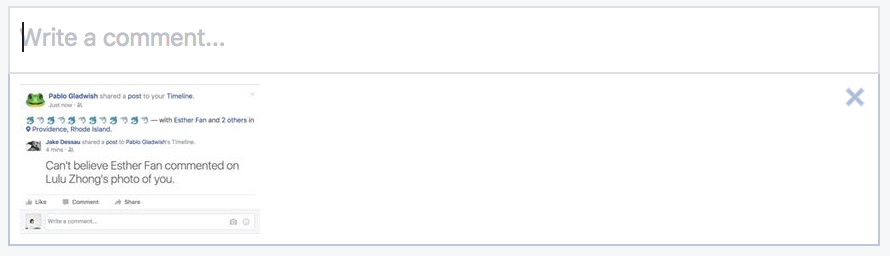 Write a comment...
Pablo Gladwish shared a post to your Timeline.
Just now ·
— with Esther Fan and 2 others in
Providence, Rhode Island.
Jake Dessau shared a post to Pablo Gladwish's Timeline.
4 mins ·
Can't believe Esther Fan commented on
Lulu Zhong's photo of you.
Like Comment Share
Write a comment...